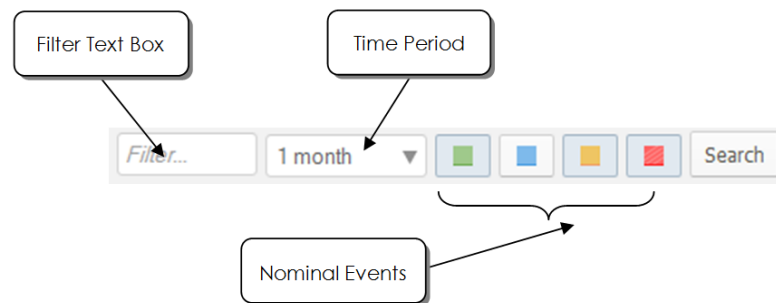 Filter Text Box
Time Period
Filter...
1 month
Search
Nominal Events